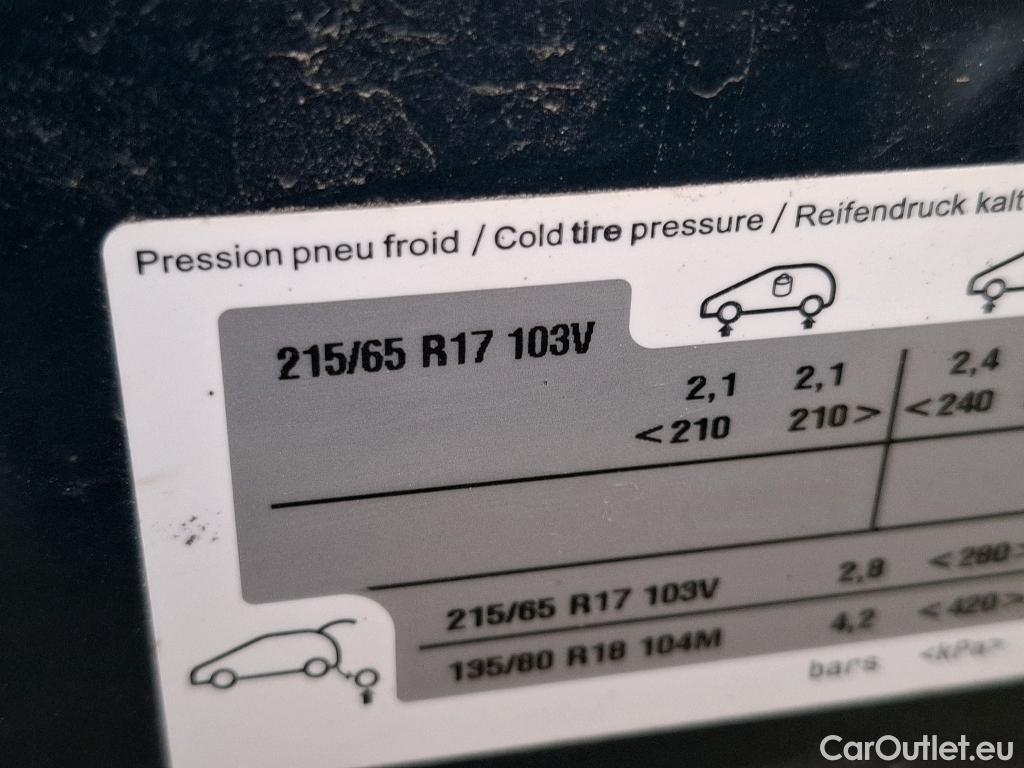 Pression pneu froid / Cold tire pressure / Reifendruck kalt
215/65 R17 103V
2,1 2,1 2,4
<210 210> <240
215/65 R17 103V 2,8 <280>
135/80 R18 104M 4,2 <420>
bars <kPa>
CarOutlet.eu